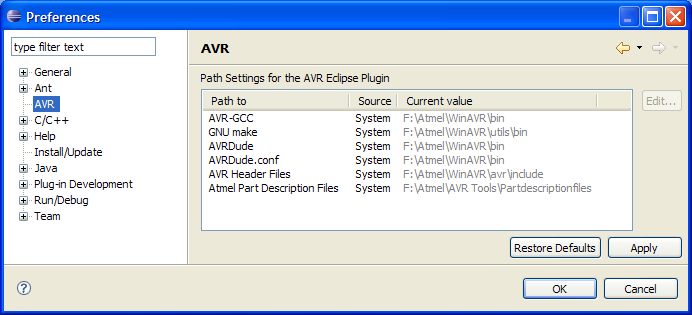 Preferences
type filter text
General
Ant
AVR
C/C++
Help
Install/Update
Java
Plug-in Development
Run/Debug
Team
AVR
Path Settings for the AVR Eclipse Plugin
Path to Source Current value
AVR-GCC System F:\Atmel\WinAVR\bin
GNU make System F:\Atmel\WinAVR\utils\bin
AVRDude System F:\Atmel\WinAVR\bin
AVRDude.conf System F:\Atmel\WinAVR\bin
AVR Header Files System F:\Atmel\WinAVR\avr\include
Atmel Part Description Files System F:\Atmel\AVR Tools\Partdescriptionfiles
Edit...
Restore Defaults Apply
? OK Cancel